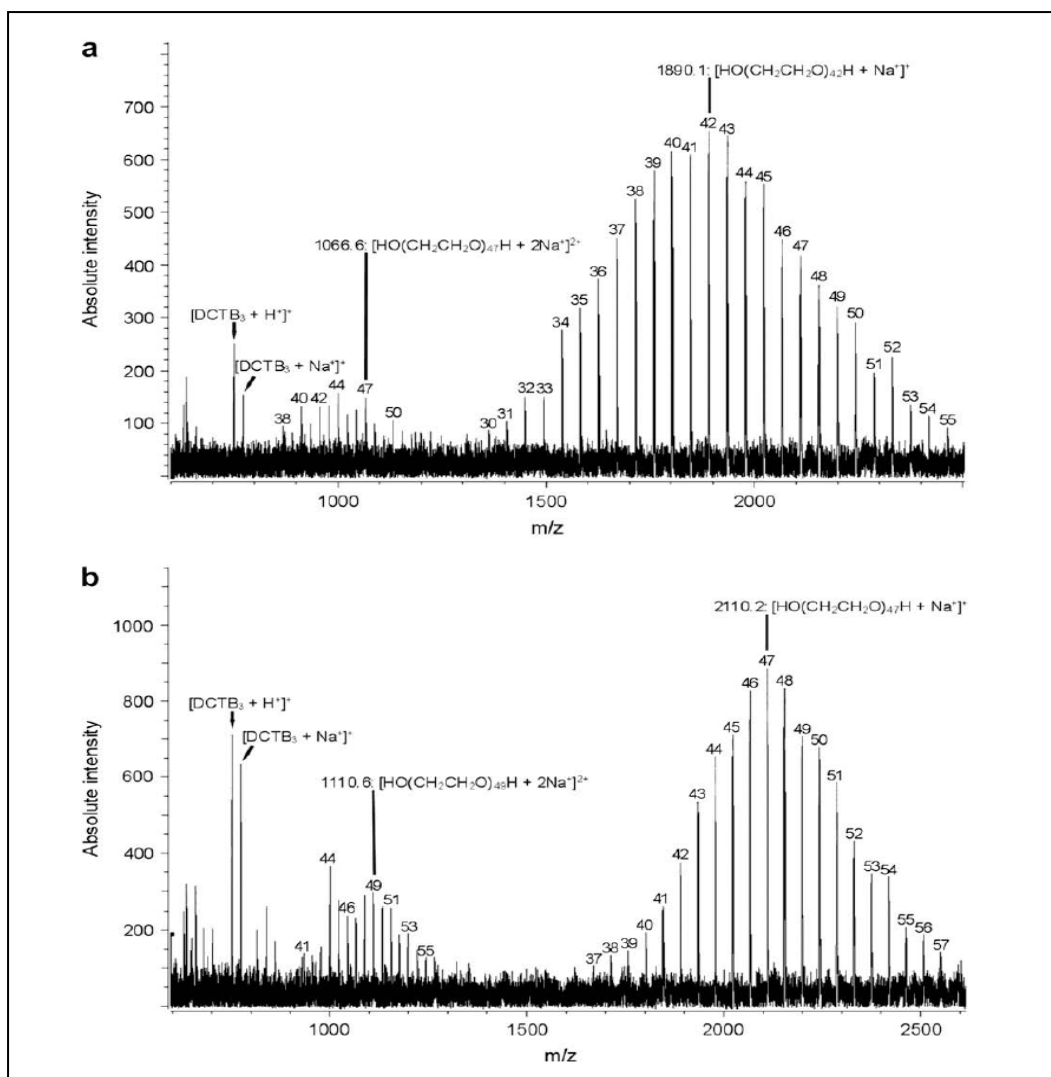 a
1890.1: [HO(CH₂CH₂O)₄₂H + Na⁺]⁺
1066.6: [HO(CH₂CH₂O)₄₇H + 2Na⁺]²⁺
[DCTB₃ + H⁺]⁺
[DCTB₃ + Na⁺]⁺
38 40 42 44 47 50 30 31 32 33 34 35 36 37 38 39 40 41 42 43 44 45 46 47 48 49 50 51 52 53 54 55
Absolute intensity
700
600
500
400
300
200
100
1000 1500 2000
m/z
b
2110.2: [HO(CH₂CH₂O)₄₇H + Na⁺]⁺
[DCTB₃ + H⁺]⁺
[DCTB₃ + Na⁺]⁺
1110.6: [HO(CH₂CH₂O)₄₉H + 2Na⁺]²⁺
41 44 46 49 51 53 55 37 38 39 40 41 42 43 44 45 46 47 48 49 50 51 52 53 54 55 56 57
Absolute intensity
1000
800
600
400
200
1000 1500 2000 2500
m/z